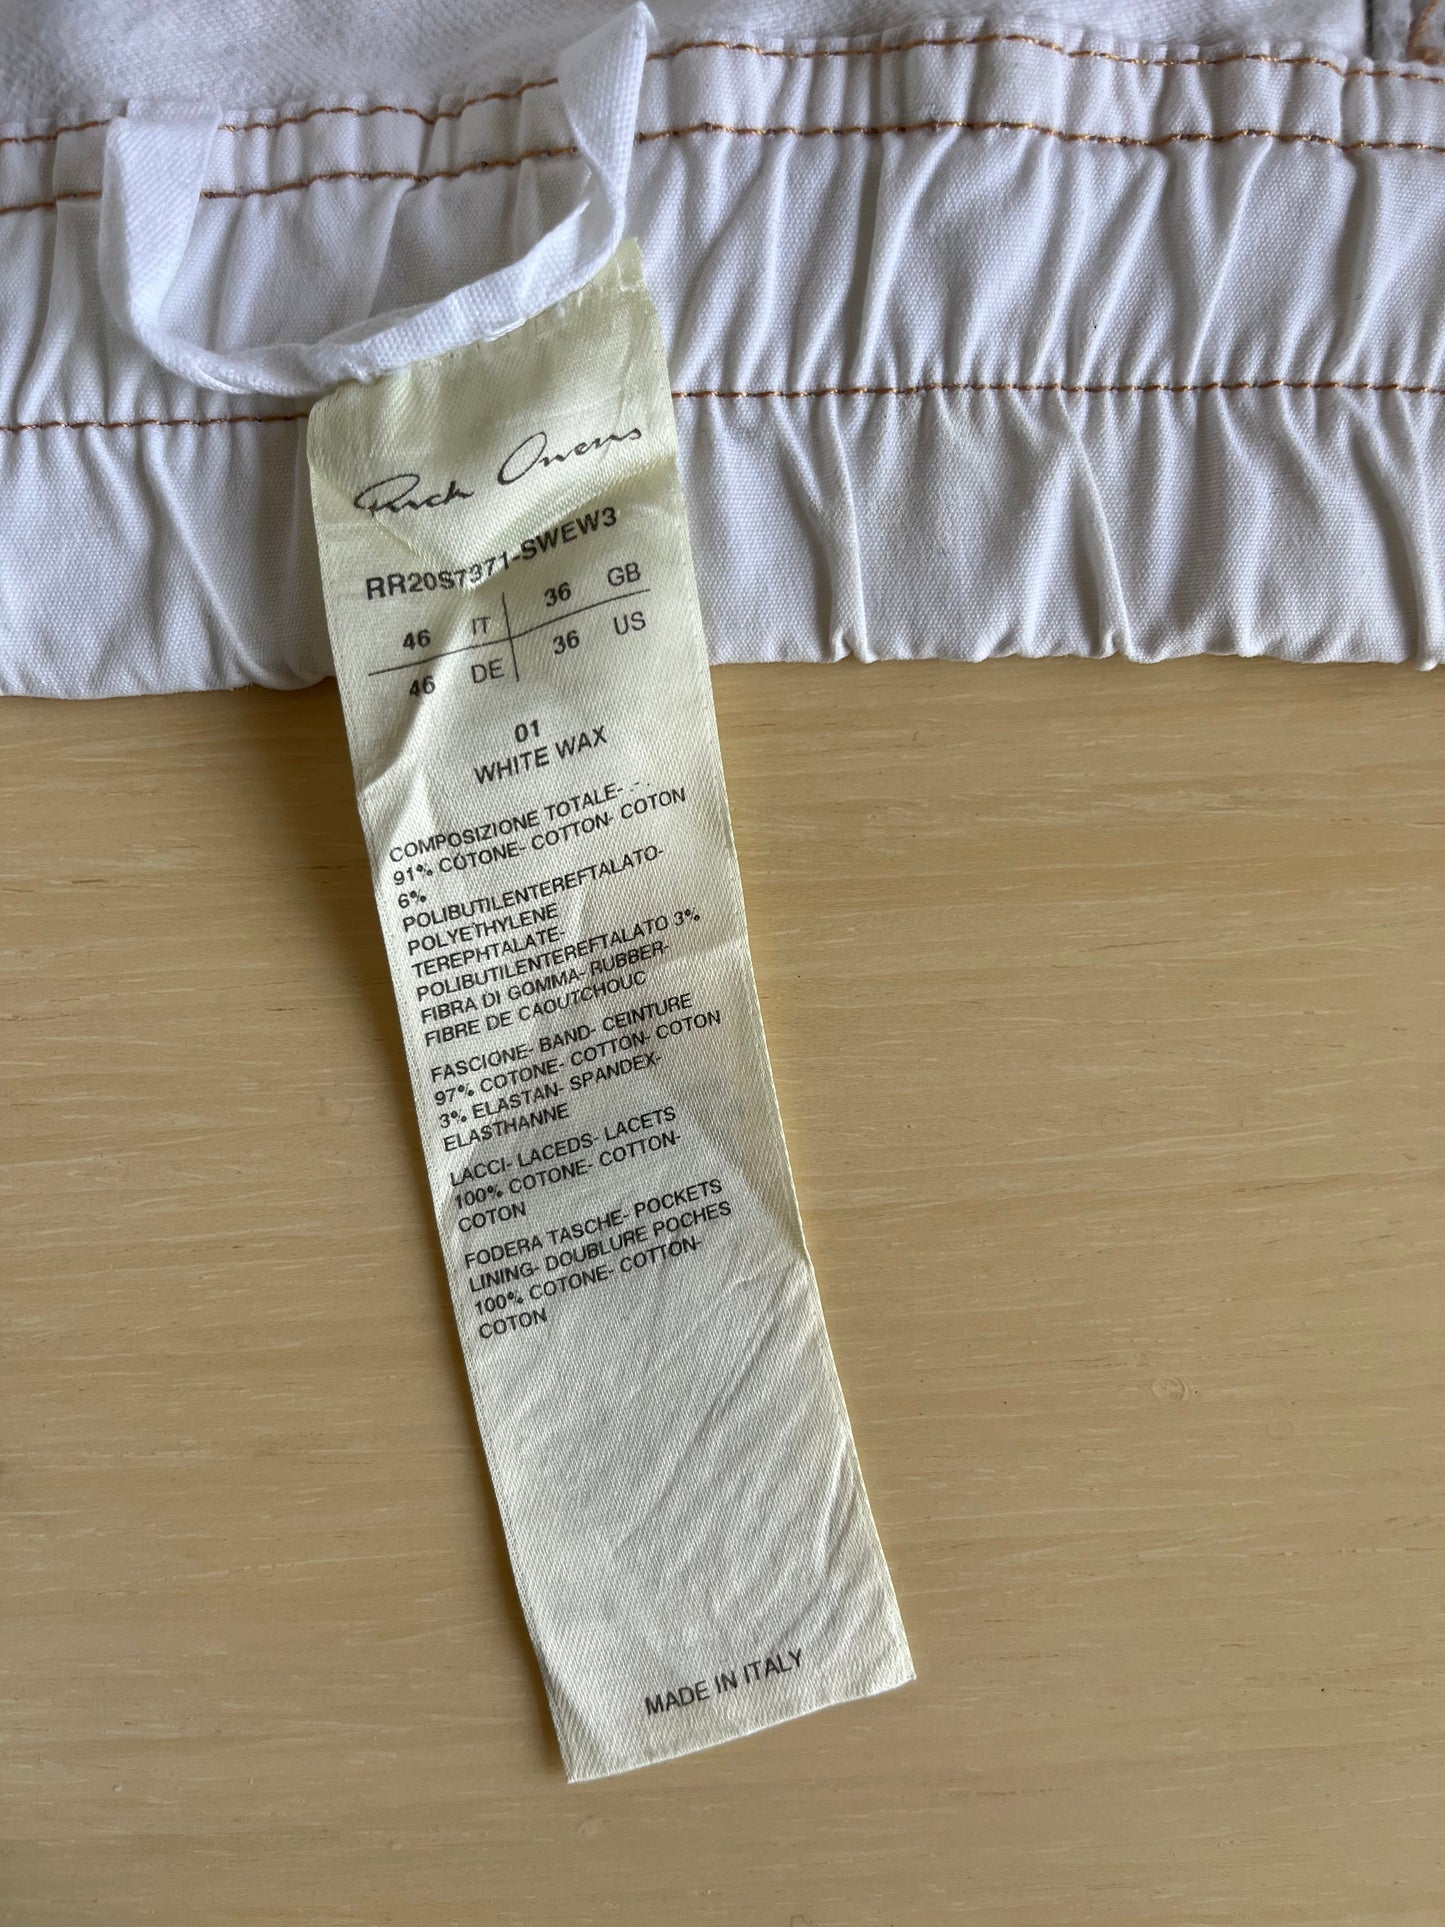 Rick Owens
RR20S7371-SWEW3
46 IT 36 GB
46 DE 36 US
01
WHITE WAX
COMPOSIZIONE TOTALE- .-
91% COTONE- COTTON- COTON
6%
POLIBUTILENTEREFTALATO-
POLYETHYLENE
TEREPHTALATE-
POLIBUTILENTEREFTALATO 3%
FIBRA DI GOMMA- RUBBER-
FIBRE DE CAOUTCHOUC
FASCIONE- BAND- CEINTURE
97% COTONE- COTTON- COTON
3% ELASTAN- SPANDEX-
ELASTHANNE
LACCI- LACEDS- LACETS
100% COTONE- COTTON-
COTON
FODERA TASCHE- POCKETS
LINING- DOUBLURE POCHES
100% COTONE- COTTON-
COTON
MADE IN ITALY